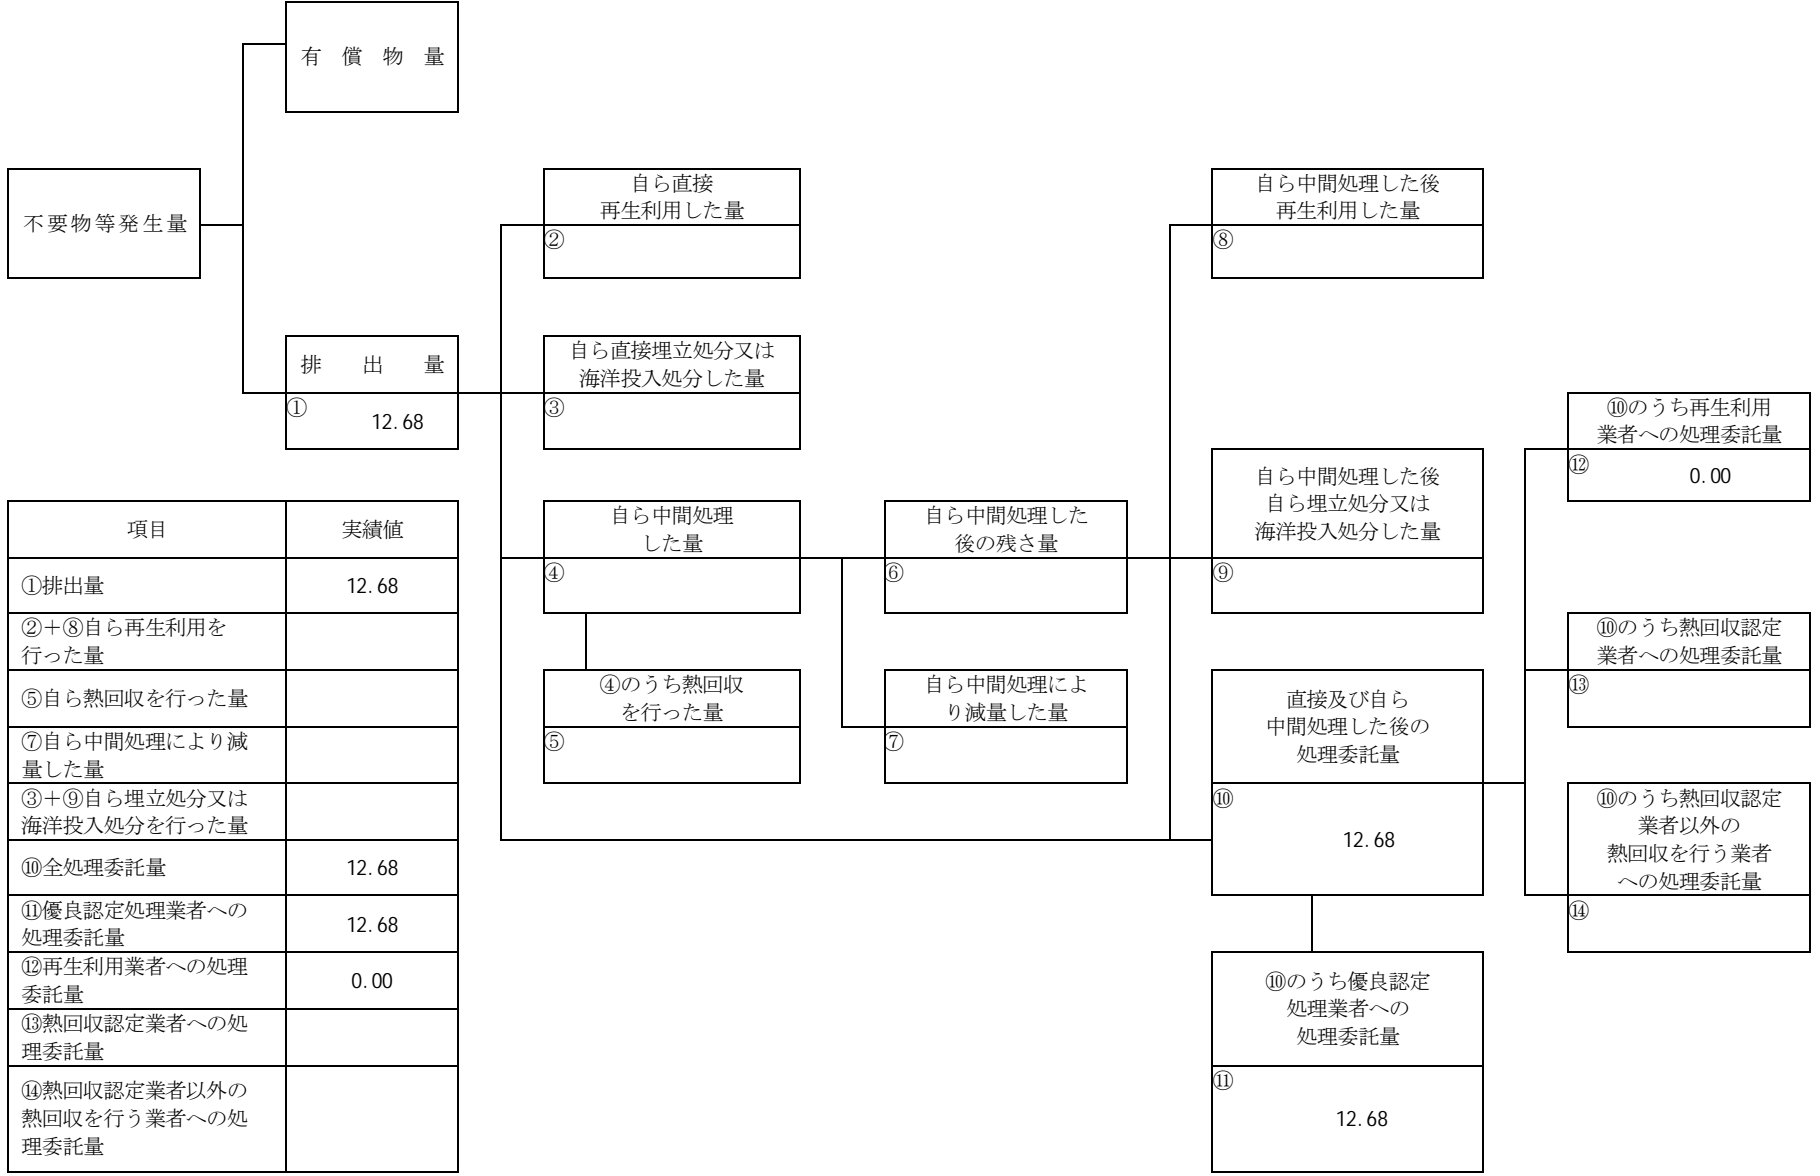 有 償 物 量
不要物等発生量
排 出 量
① 12.68
自ら直接
再生利用した量
②
自ら直接埋立処分又は
海洋投入処分した量
③
自ら中間処理
した量
④
④のうち熱回収
を行った量
⑤
自ら中間処理した
後の残さ量
⑥
自ら中間処理によ
り減量した量
⑦
自ら中間処理した後
再生利用した量
⑧
自ら中間処理した後
自ら埋立処分又は
海洋投入処分した量
⑨
直接及び自ら
中間処理した後の
処理委託量
⑩
12.68
⑩のうち優良認定
処理業者への
処理委託量
⑪
12.68
⑩のうち再生利用
業者への処理委託量
⑫ 0.00
⑩のうち熱回収認定
業者への処理委託量
⑬
⑩のうち熱回収認定
業者以外の
熱回収を行う業者
への処理委託量
⑭
項目 実績値
①排出量 12.68
②+⑧自ら再生利用を
行った量
⑤自ら熱回収を行った量
⑦自ら中間処理により減
量した量
③+⑨自ら埋立処分又は
海洋投入処分を行った量
⑩全処理委託量 12.68
⑪優良認定処理業者への
処理委託量 12.68
⑫再生利用業者への処理
委託量 0.00
⑬熱回収認定業者への処
理委託量
⑭熱回収認定業者以外の
熱回収を行う業者への処
理委託量